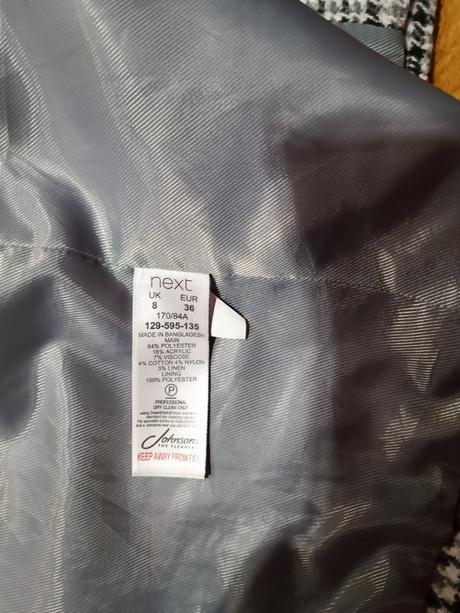 next
UK EUR
8 36
170/84A
129-595-135
MADE IN BANGLADESH
MAIN
64% POLYESTER
18% ACRYLIC
7% VISCOSE
4% COTTON 4% NYLON
3% LINEN
LINING
100% POLYESTER
P
PROFESSIONAL
DRY CLEAN ONLY
Johnsons
THE CLEANER
KEEP AWAY FROM FIRE